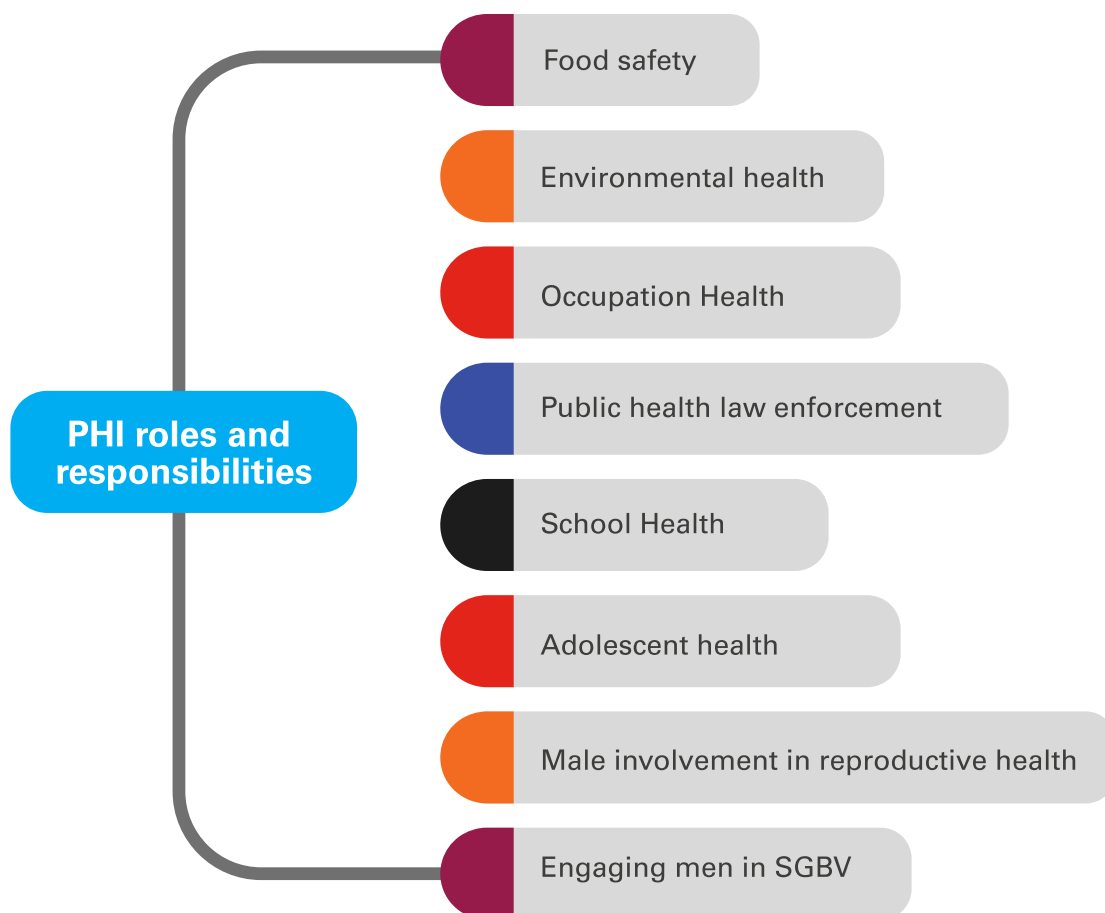 Food safety
Environmental health
Occupation Health
Public health law enforcement
PHI roles and
responsibilities
School Health
Adolescent health
Male involvement in reproductive health
Engaging men in SGBV